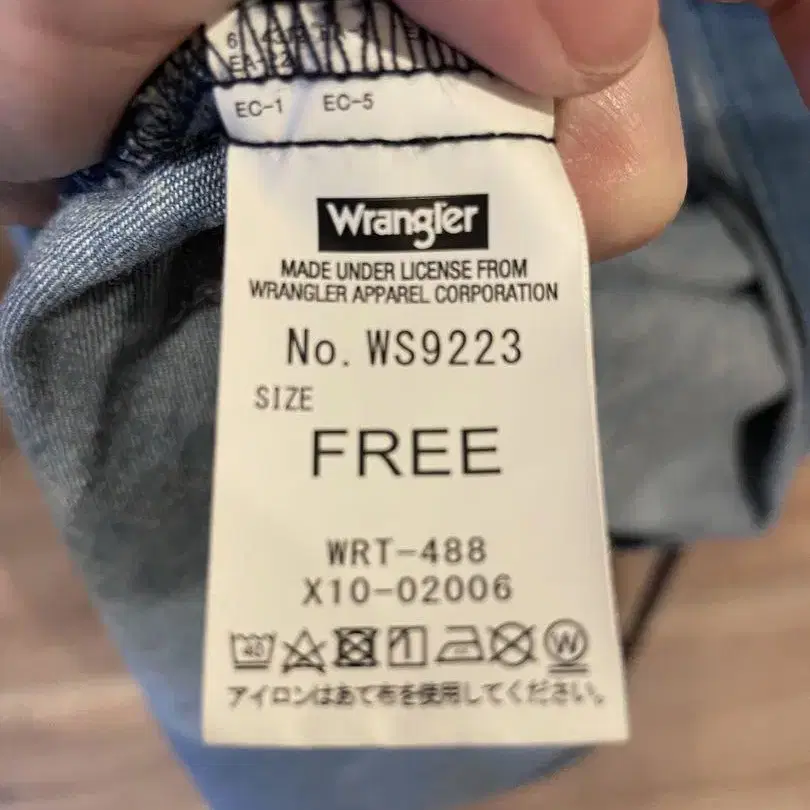 EC-1 EC-5
Wrangler
MADE UNDER LICENSE FROM
WRANGLER APPAREL CORPORATION
No. WS9223
SIZE
FREE
WRT-488
X10-02006
40 W
アイロンはあて布を使用してください。